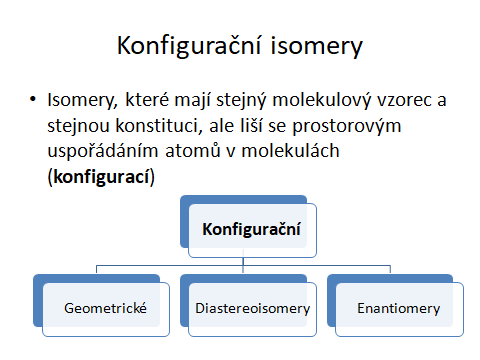 Konfigurační isomery
• Isomery, které mají stejný molekulový vzorec a
stejnou konstituci, ale liší se prostorovým
uspořádáním atomů v molekulách
(konfigurací)
Konfigurační
Geometrické
Diastereoisomery
Enantiomery